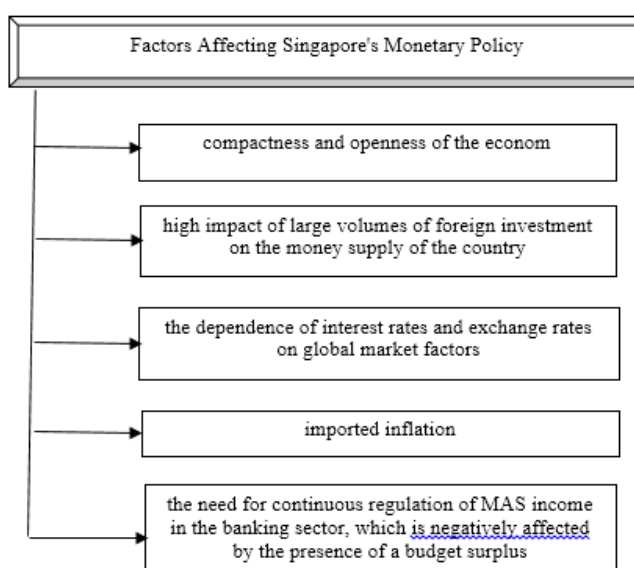 Factors Affecting Singapore's Monetary Policy
compactness and openness of the econom
high impact of large volumes of foreign investment
on the money supply of the country
the dependence of interest rates and exchange rates
on global market factors
imported inflation
the need for continuous regulation of MAS income
in the banking sector, which is negatively affected
by the presence of a budget surplus